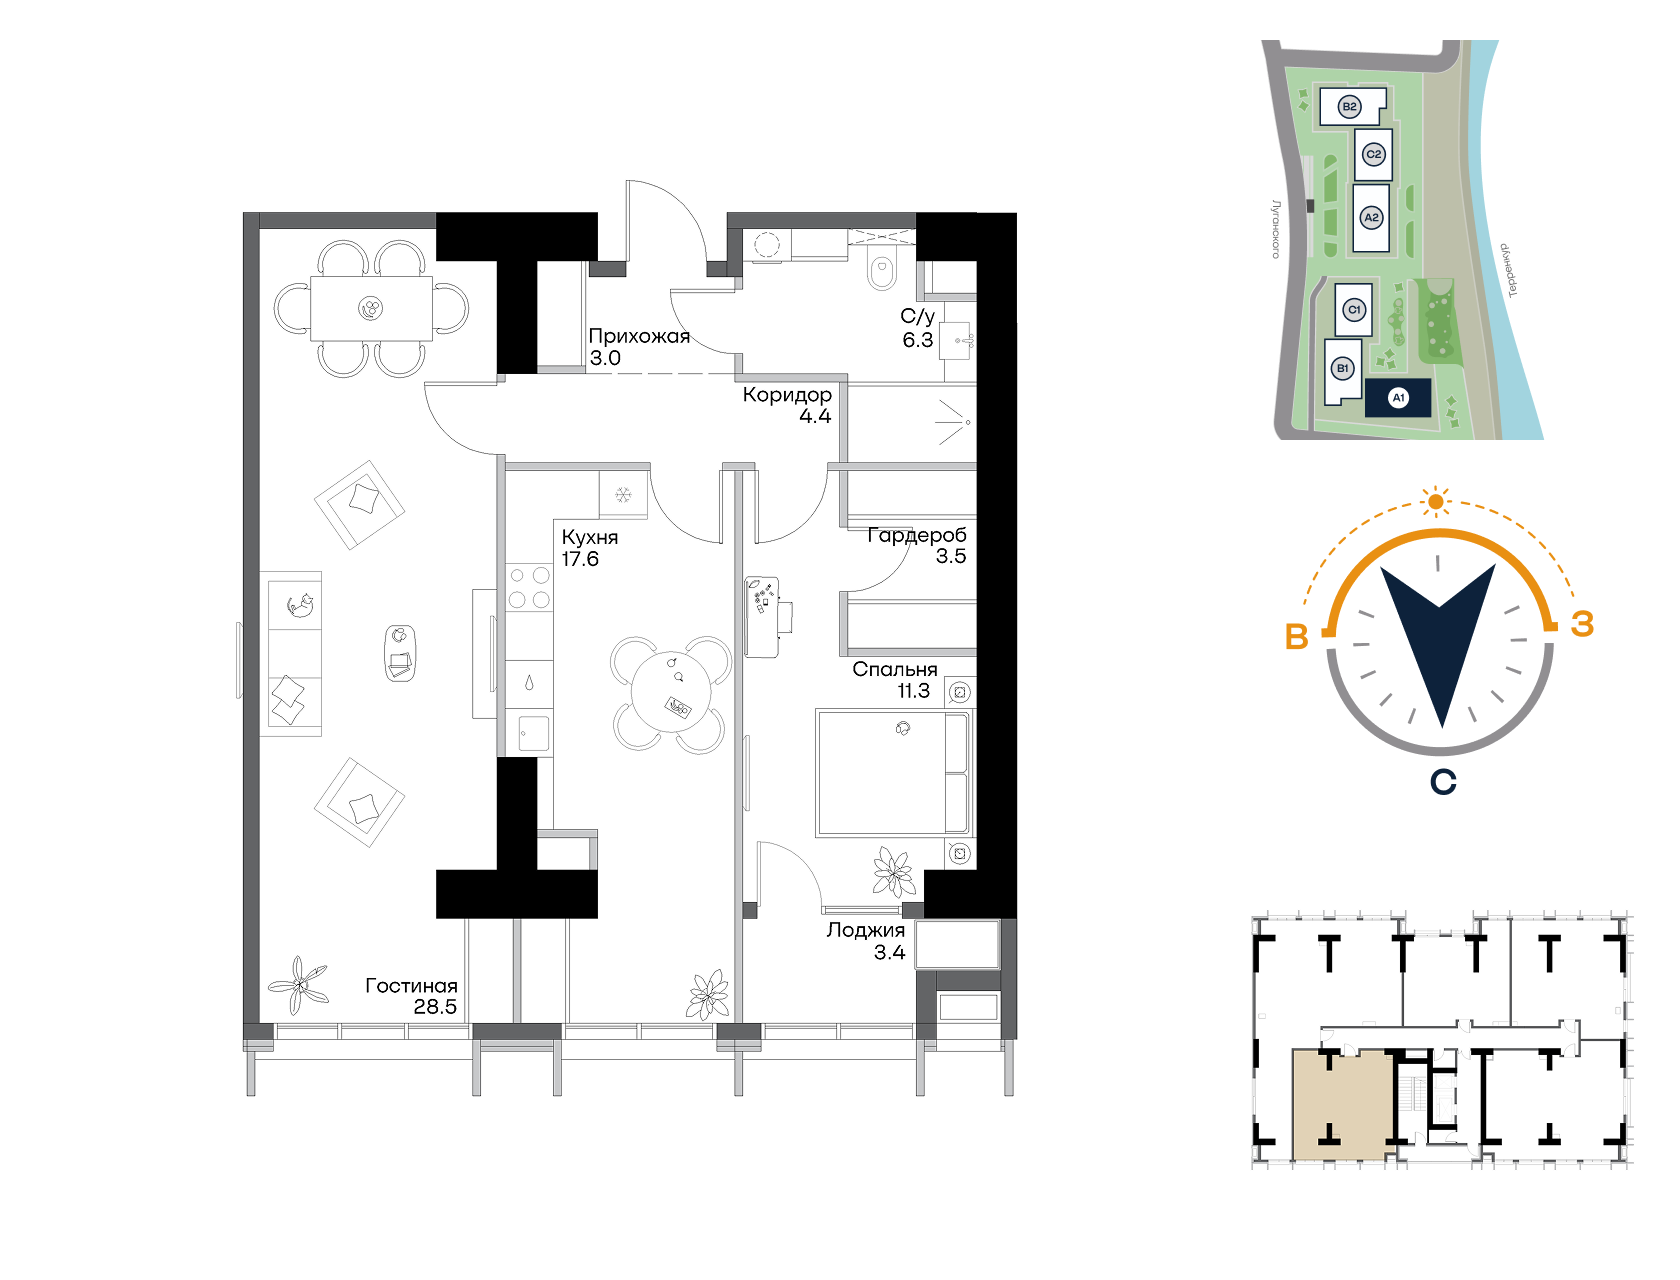 Прихожая
3.0
С/у
6.3
Коридор
4.4
Кухня
17.6
Гардероб
3.5
Спальня
11.3
Лоджия
3.4
Гостиная
28.5
B2
C2
A2
C1
B1
A1
Луганского
Терренкур
В
З
С